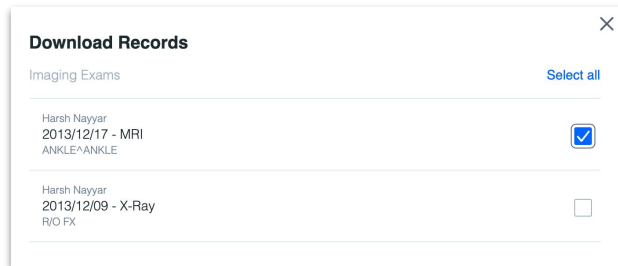 Download Records
Imaging Exams
Select all
Harsh Nayyar
2013/12/17 - MRI
ANKLE^ANKLE
Harsh Nayyar
2013/12/09 - X-Ray
R/O FX